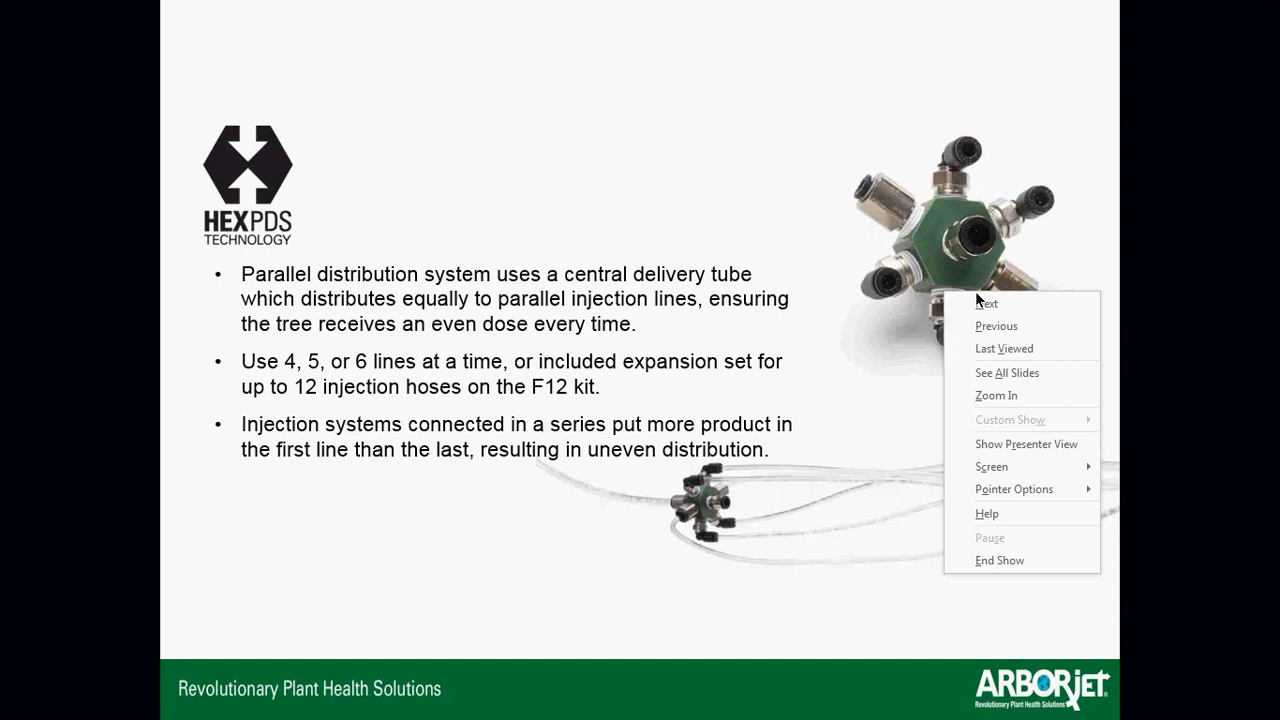 HEXPDS
TECHNOLOGY
• Parallel distribution system uses a central delivery tube
which distributes equally to parallel injection lines, ensuring
the tree receives an even dose every time.
• Use 4, 5, or 6 lines at a time, or included expansion set for
up to 12 injection hoses on the F12 kit.
• Injection systems connected in a series put more product in
the first line than the last, resulting in uneven distribution.
Next
Previous
Last Viewed
See All Slides
Zoom In
Custom Show
Show Presenter View
Screen
Pointer Options
Help
Pause
End Show
Revolutionary Plant Health Solutions
ARBORJET®
Revolutionary Plant Health Solutions